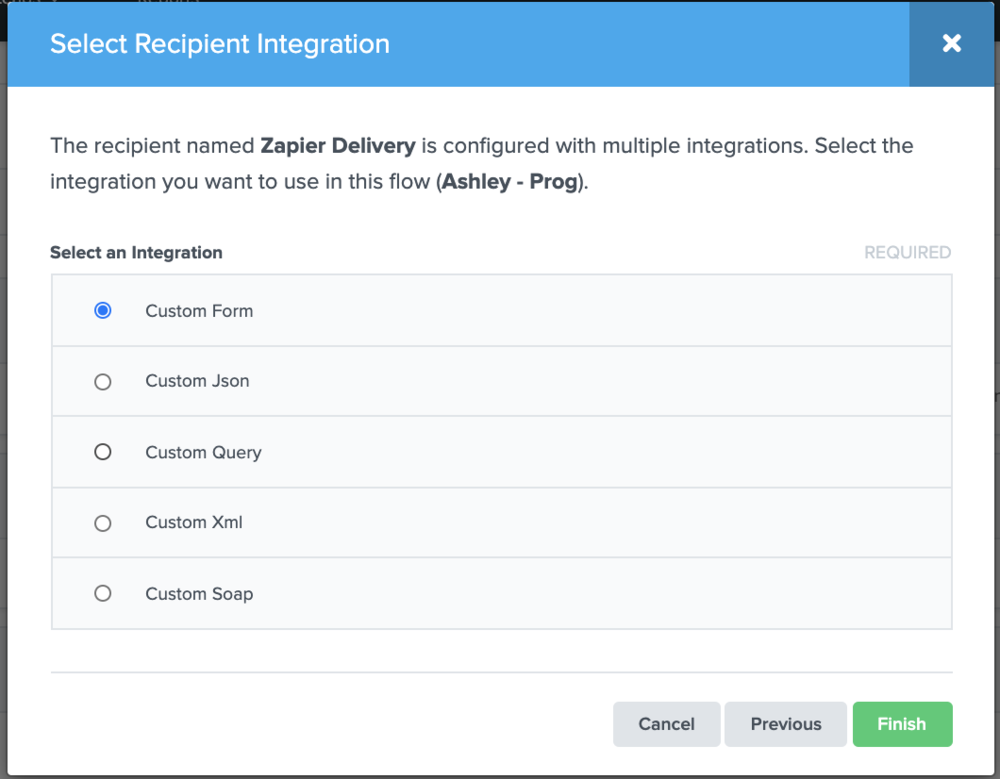 Select Recipient Integration
The recipient named Zapier Delivery is configured with multiple integrations. Select the
integration you want to use in this flow (Ashley - Prog).
Select an Integration
REQUIRED
Custom Form
Custom Json
Custom Query
Custom Xml
Custom Soap
Cancel
Previous
Finish